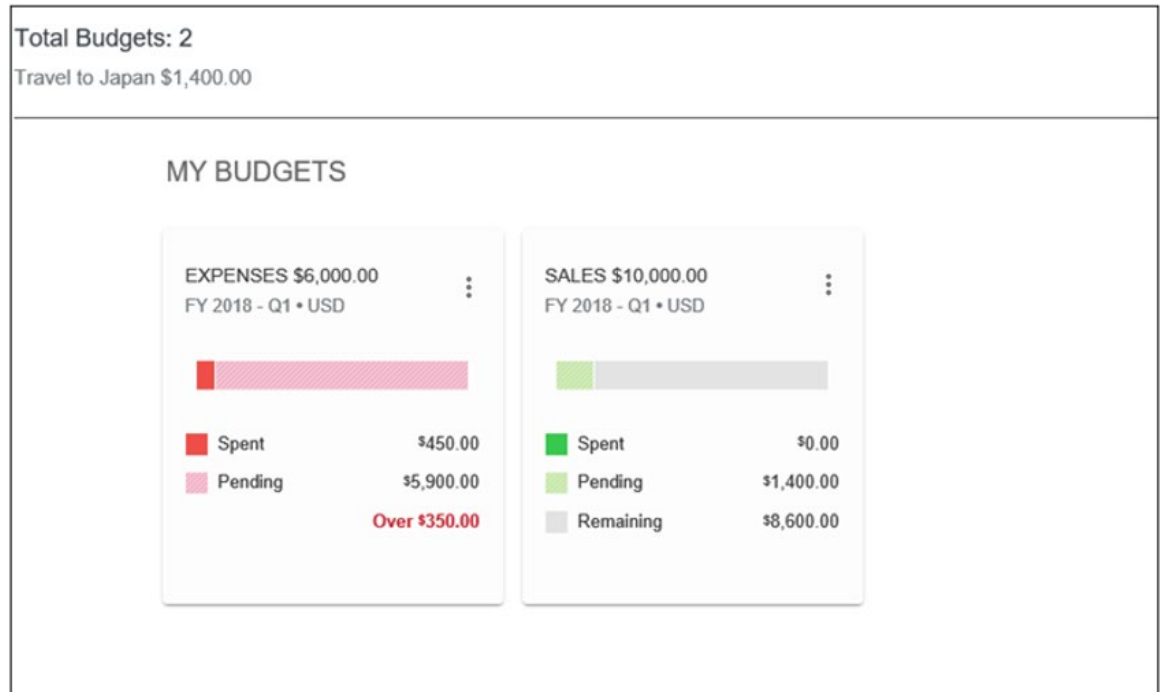 Total Budgets: 2
Travel to Japan $1,400.00
MY BUDGETS
EXPENSES $6,000.00
FY 2018 - Q1 • USD
Spent $450.00
Pending $5,900.00
Over $350.00
SALES $10,000.00
FY 2018 - Q1 • USD
Spent $0.00
Pending $1,400.00
Remaining $8,600.00